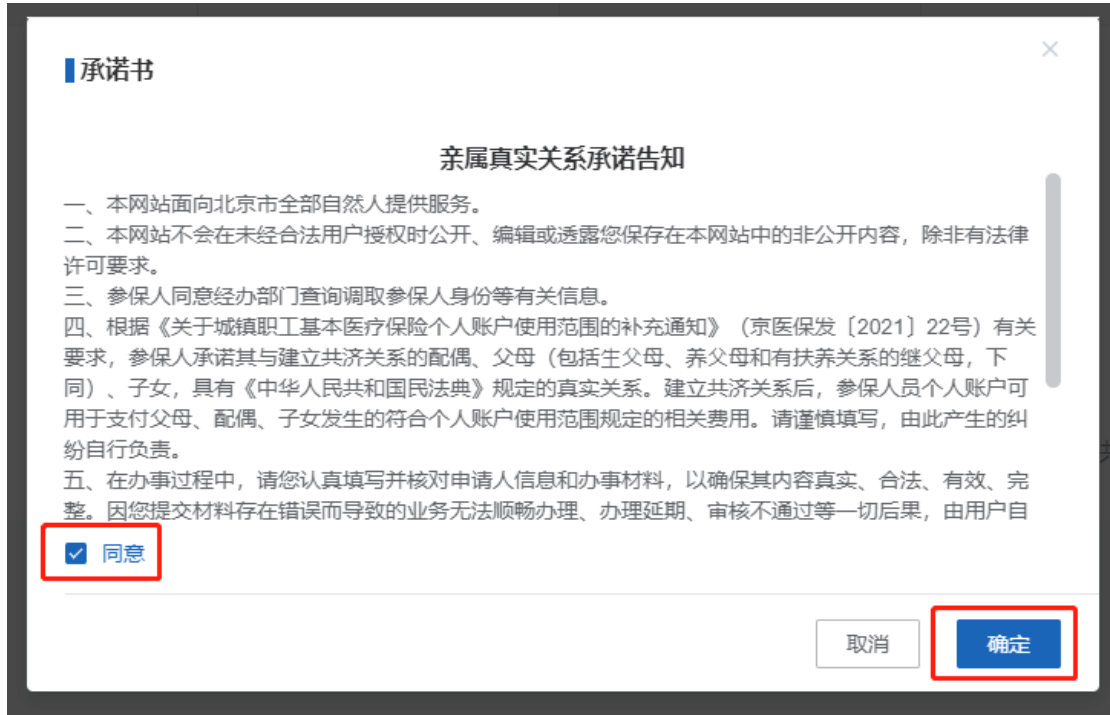 承诺书
亲属真实关系承诺告知
一、本网站面向北京市全部自然人提供服务。
二、本网站不会在未经合法用户授权时公开、编辑或透露您保存在本网站中的非公开内容，除非有法律
许可要求。
三、参保人同意经办部门查询调取参保人身份等有关信息。
四、根据《关于城镇职工基本医疗保险个人账户使用范围的补充通知》（京医保发〔2021〕22号）有关
要求，参保人承诺其与建立共济关系的配偶、父母（包括生父母、养父母和有扶养关系的继父母，下
同）、子女，具有《中华人民共和国民法典》规定的真实关系。建立共济关系后，参保人员个人账户可
用于支付父母、配偶、子女发生的符合个人账户使用范围规定的相关费用。请谨慎填写，由此产生的纠
纷自行负责。
五、在办事过程中，请您认真填写并核对申请人信息和办事材料，以确保其内容真实、合法、有效、完
整。因您提交材料存在错误而导致的业务无法顺畅办理、办理延期、审核不通过等一切后果，由用户自
同意
取消
确定